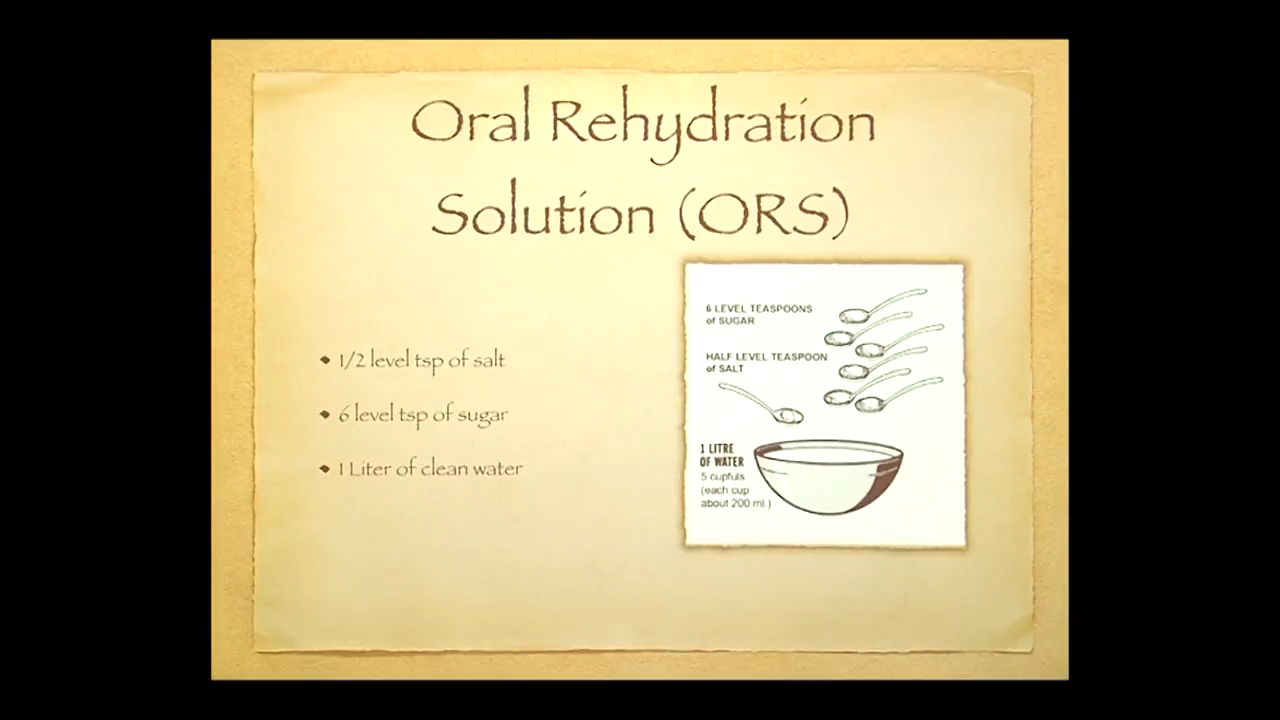 Oral Rehydration
Solution (ORS)
1/2 level tsp of salt
6 level tsp of sugar
1 Liter of clean water
6 LEVEL TEASPOONS
of SUGAR
HALF LEVEL TEASPOON
of SALT
1 LITRE
OF WATER
5 cupfuls
(each cup
about 200 ml.)